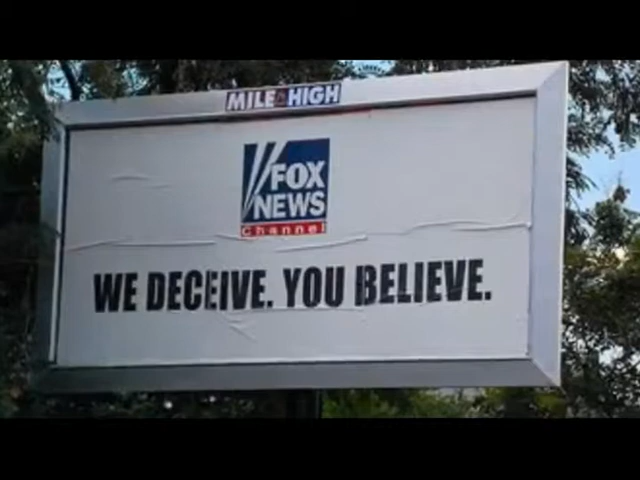 MILE HIGH
FOX
NEWS
Channel
WE DECEIVE. YOU BELIEVE.